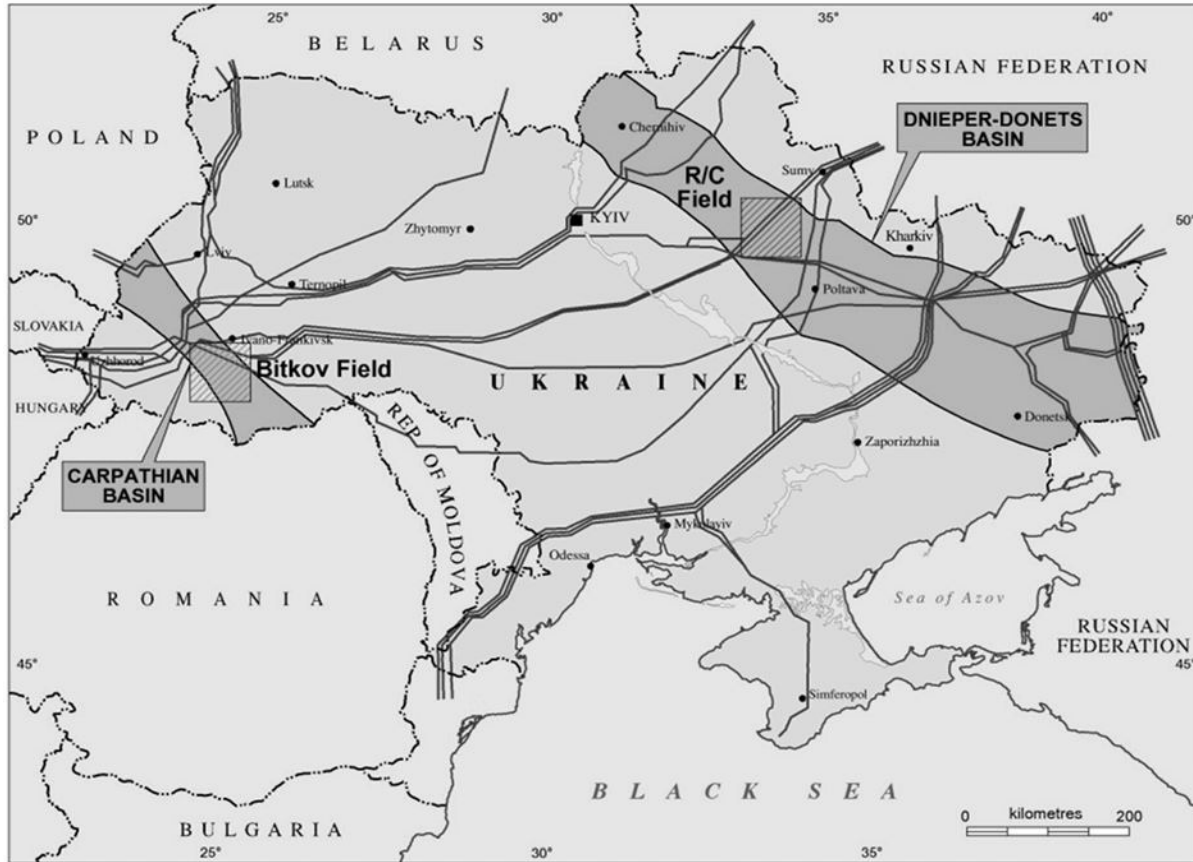 25°
30°
35°
40°
BELARUS
RUSSIAN FEDERATION
POLAND
DNIEPER-DONETS
BASIN
Chernihiv
Sumy
R/C
Field
Lutsk
50°
KYIV
50°
Zhytomyr
Kharkiv
Lviv
Ternopil
Poltava
SLOVAKIA
Ivano-Frankivsk
Uzhhorod
Bitkov Field
UKRAINE
HUNGARY
REP OF MOLDOVA
Donetsk
Zaporizhzhia
CARPATHIAN
BASIN
Mykolayiv
Odessa
ROMANIA
Sea of Azov
RUSSIAN
FEDERATION
45°
45°
Simferopol
BLACK SEA
kilometres
0
200
BULGARIA
25°
30°
35°